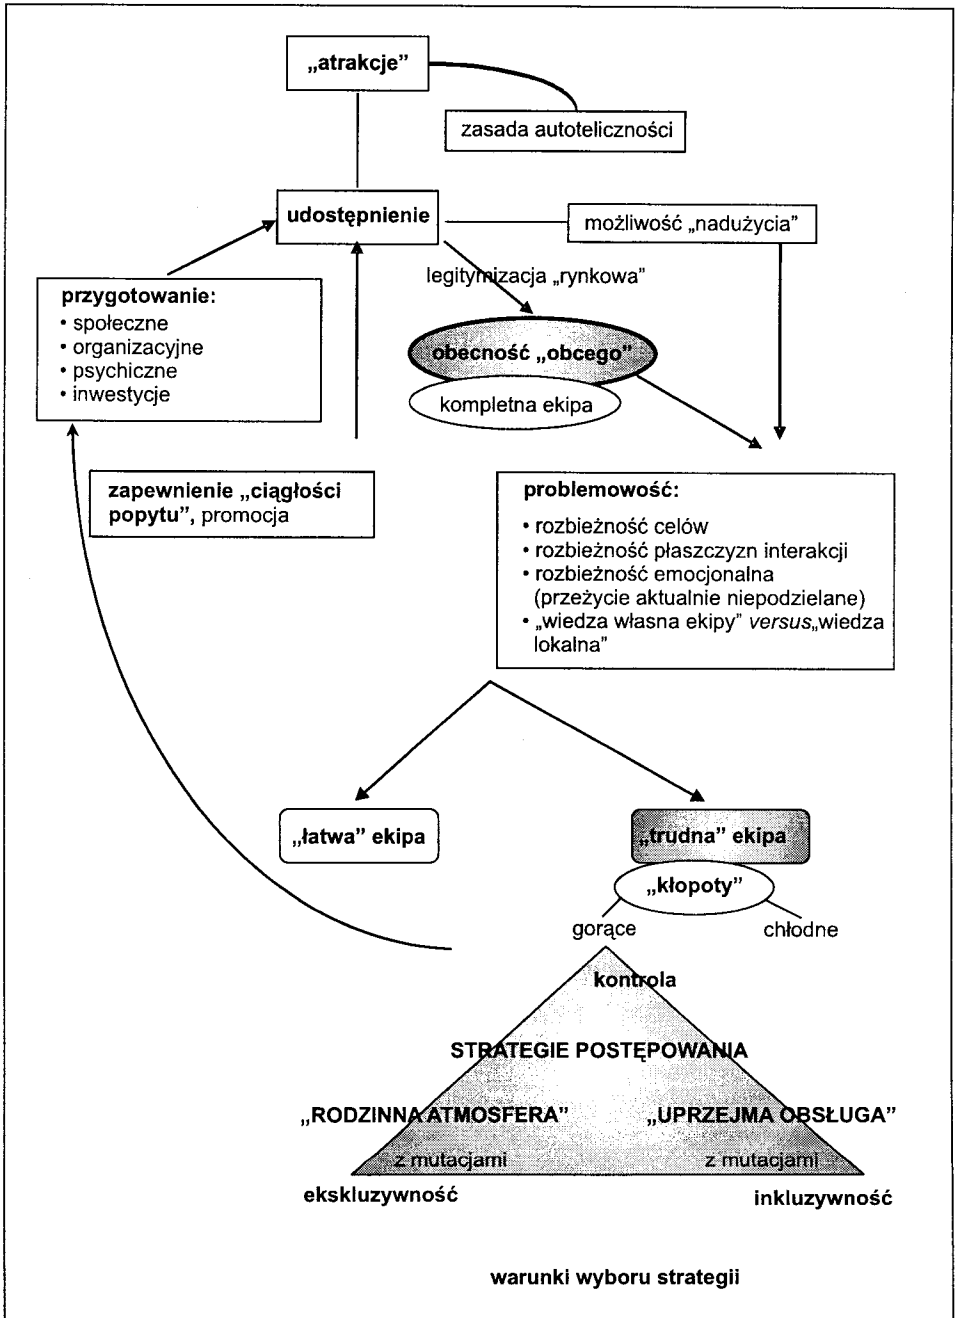 „atrakcje”
zasada autoteliczności
udostępnienie
możliwość „nadużycia”
legitymizacja „rynkowa”
przygotowanie:
• społeczne
• organizacyjne
• psychiczne
• inwestycje
obecność „obcego”
kompletna ekipa
zapewnienie „ciągłości
popytu”, promocja
problemowość:
• rozbieżność celów
• rozbieżność płaszczyzn interakcji
• rozbieżność emocjonalna
(przeżycie aktualnie niepodzielane)
• „wiedza własna ekipy” versus„wiedza
lokalna”
„łatwa” ekipa
„trudna” ekipa
„kłopoty”
gorące
chłodne
kontrola
STRATEGIE POSTĘPOWANIA
„RODZINNA ATMOSFERA”
„UPRZEJMA OBSŁUGA”
z mutacjami
z mutacjami
ekskluzywność
inkluzywność
warunki wyboru strategii